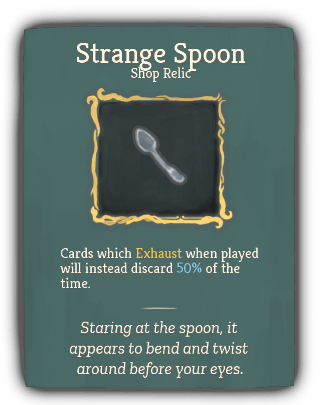 Strange Spoon
Shop Relic
Cards which Exhaust when played
will instead discard 50% of the
time.
Staring at the spoon, it
appears to bend and twist
around before your eyes.